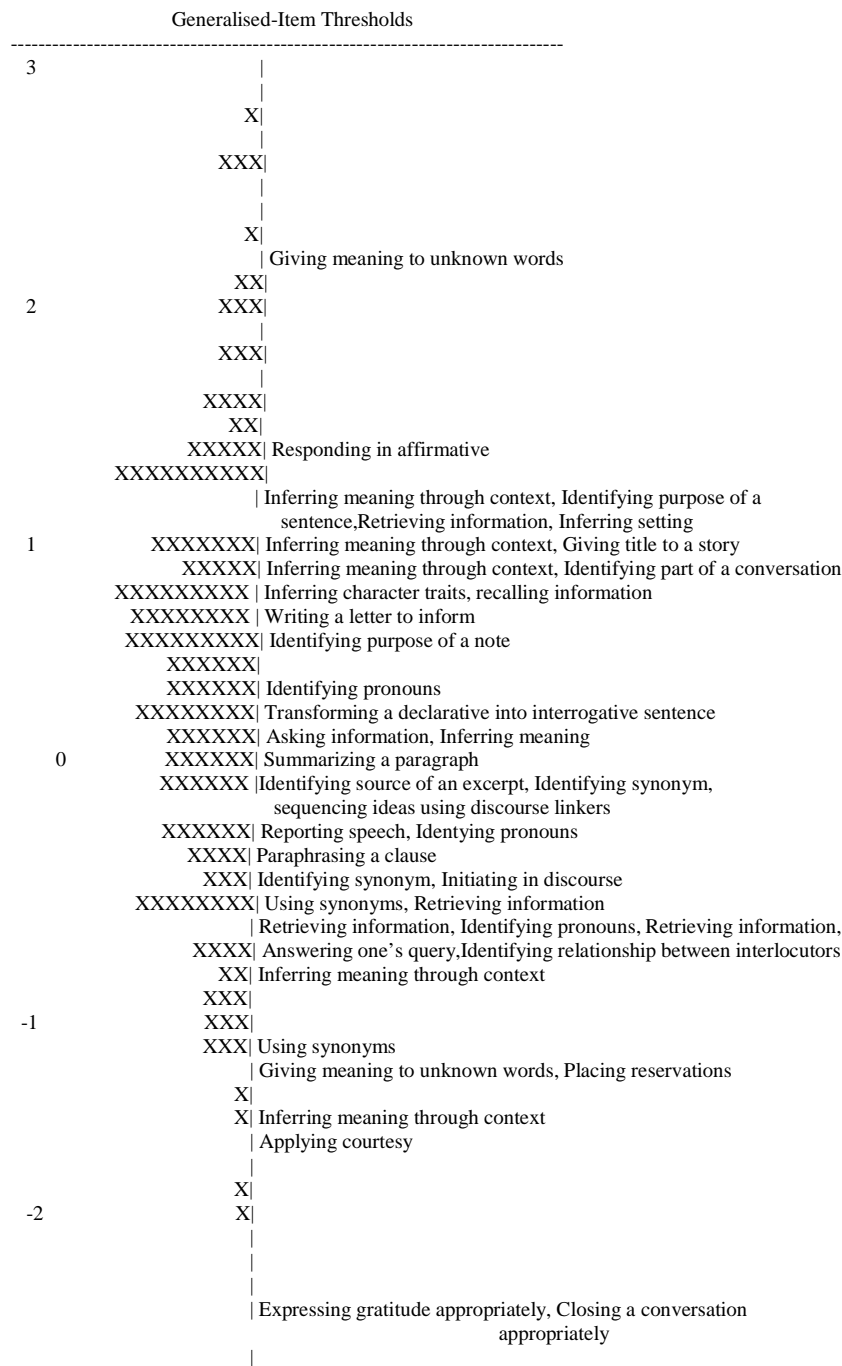 Generalised-Item Thresholds
--------------------------------------------------------------------------------
3 |
|
X|
|
XXX|
|
|
X|
| Giving meaning to unknown words
XX|
2 XXX|
|
XXX|
|
XXXX|
XX|
XXXXX| Responding in affirmative
XXXXXXXXXX|
| Inferring meaning through context, Identifying purpose of a
sentence,Retrieving information, Inferring setting
1 XXXXXXX| Inferring meaning through context, Giving title to a story
XXXXX| Inferring meaning through context, Identifying part of a conversation
XXXXXXXXX | Inferring character traits, recalling information
XXXXXXXX | Writing a letter to inform
XXXXXXXXX| Identifying purpose of a note
XXXXXX|
XXXXXX| Identifying pronouns
XXXXXXXX| Transforming a declarative into interrogative sentence
XXXXXX| Asking information, Inferring meaning
0 XXXXXX| Summarizing a paragraph
XXXXXX |Identifying source of an excerpt, Identifying synonym,
sequencing ideas using discourse linkers
XXXXXX| Reporting speech, Identying pronouns
XXXX| Paraphrasing a clause
XXX| Identifying synonym, Initiating in discourse
XXXXXXXX| Using synonyms, Retrieving information
| Retrieving information, Identifying pronouns, Retrieving information,
XXXX| Answering one's query,Identifying relationship between interlocutors
XX| Inferring meaning through context
XXX|
-1 XXX|
XXX| Using synonyms
| Giving meaning to unknown words, Placing reservations
X|
X| Inferring meaning through context
| Applying courtesy
|
X|
-2 X|
|
|
|
| Expressing gratitude appropriately, Closing a conversation
appropriately
|